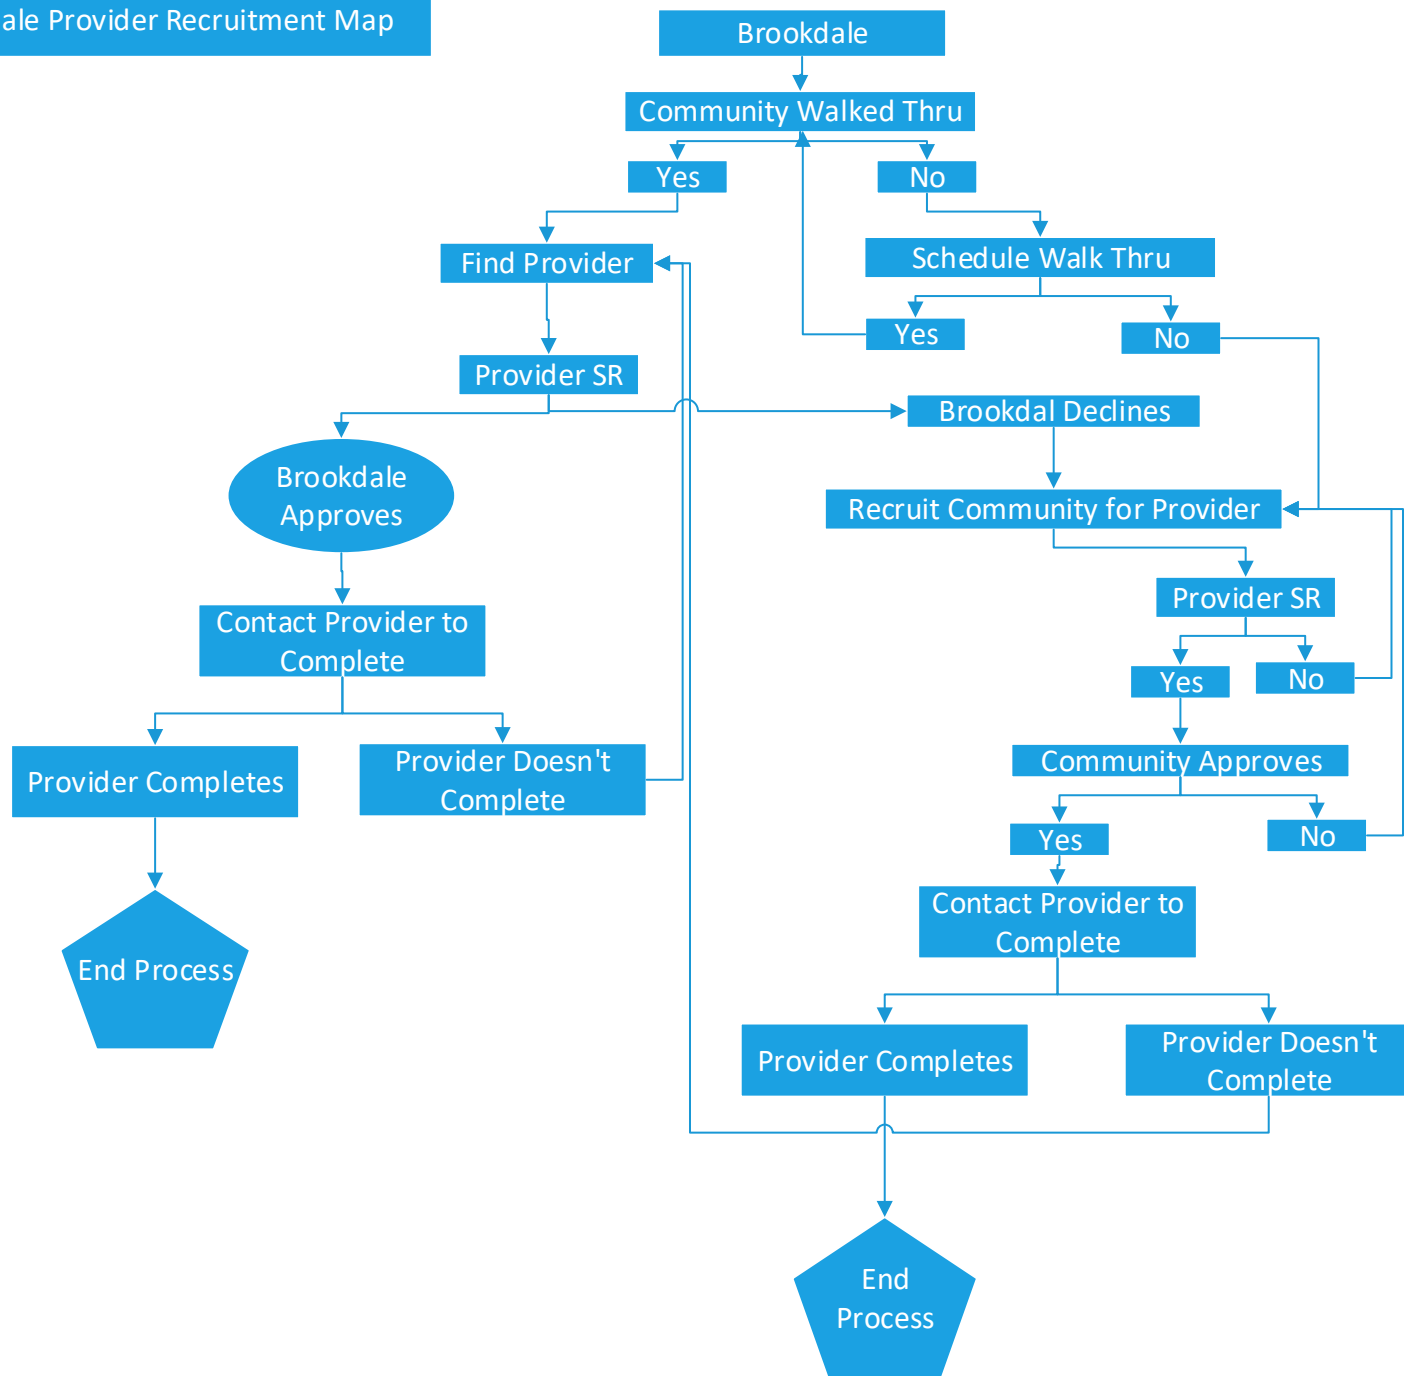 ale Provider Recruitment Map
Brookdale
Community Walked Thru
Yes
No
Find Provider
Schedule Walk Thru
Yes
No
Provider SR
Brookdal Declines
Brookdale
Approves
Recruit Community for Provider
Provider SR
Contact Provider to
Complete
Yes
No
Provider Completes
Provider Doesn't
Complete
Community Approves
Yes
No
Contact Provider to
Complete
End Process
Provider Completes
Provider Doesn't
Complete
End
Process